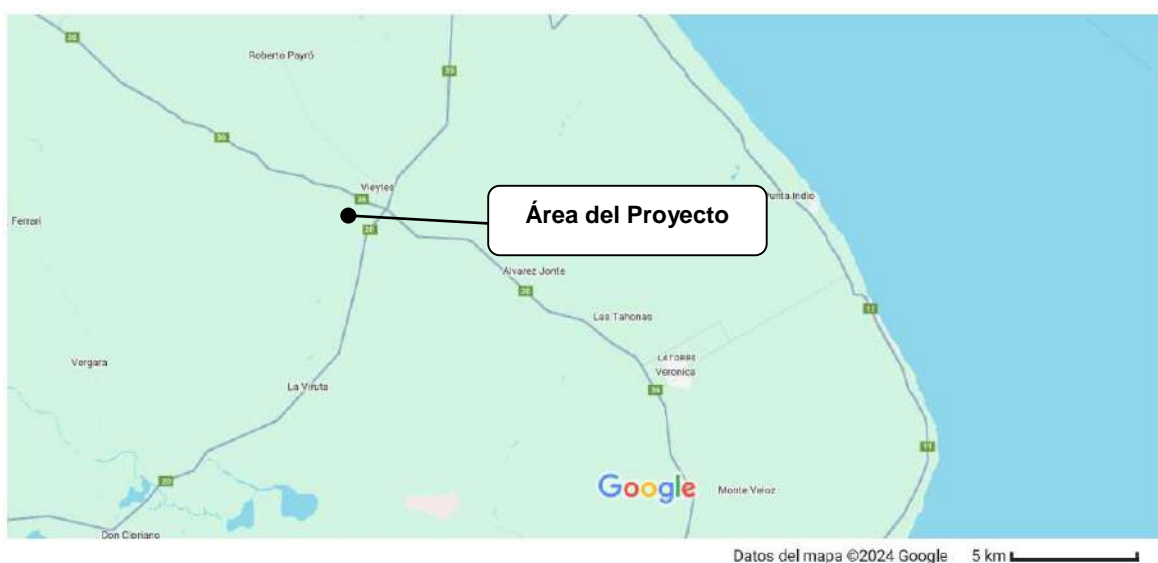 36
Roberto Payró
20
36
Vieytes
36
Punta Indio
Área del Proyecto
Ferrari
20
Alvarez Jonte
36
Las Tahonas
11
Vergara
LA TORRE
Veronica
La Viruta
36
11
20
Google
Monte Veloz
Don Cipriano
Datos del mapa ©2024 Google 5 km